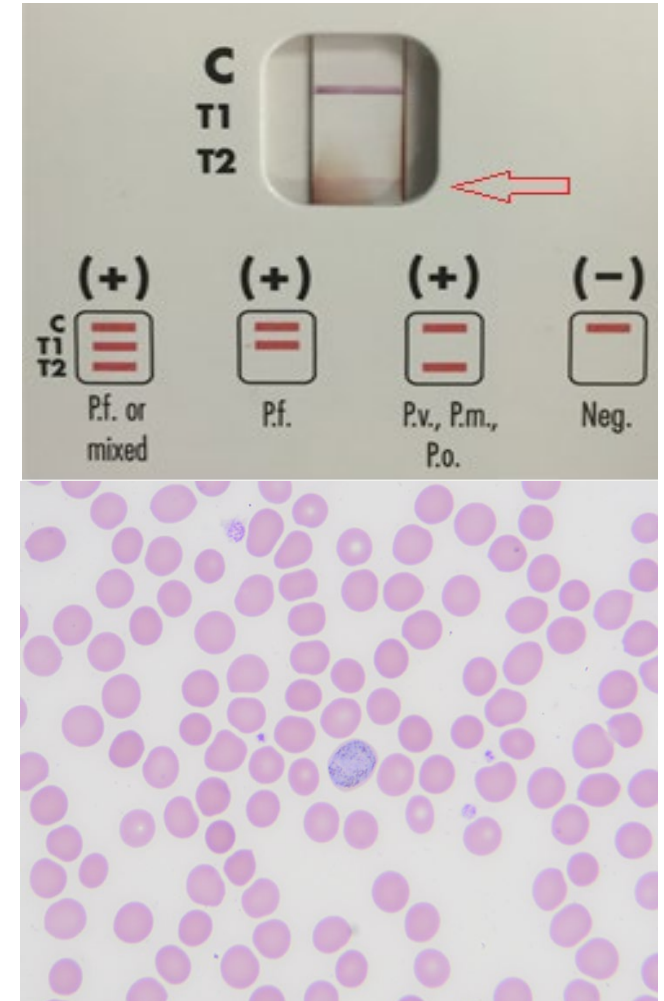 C
T1
T2
(+) (+) (+) (-)
C
T1
T2
P.f. or
mixed
P.f.
P.v., P.m.,
P.o.
Neg.